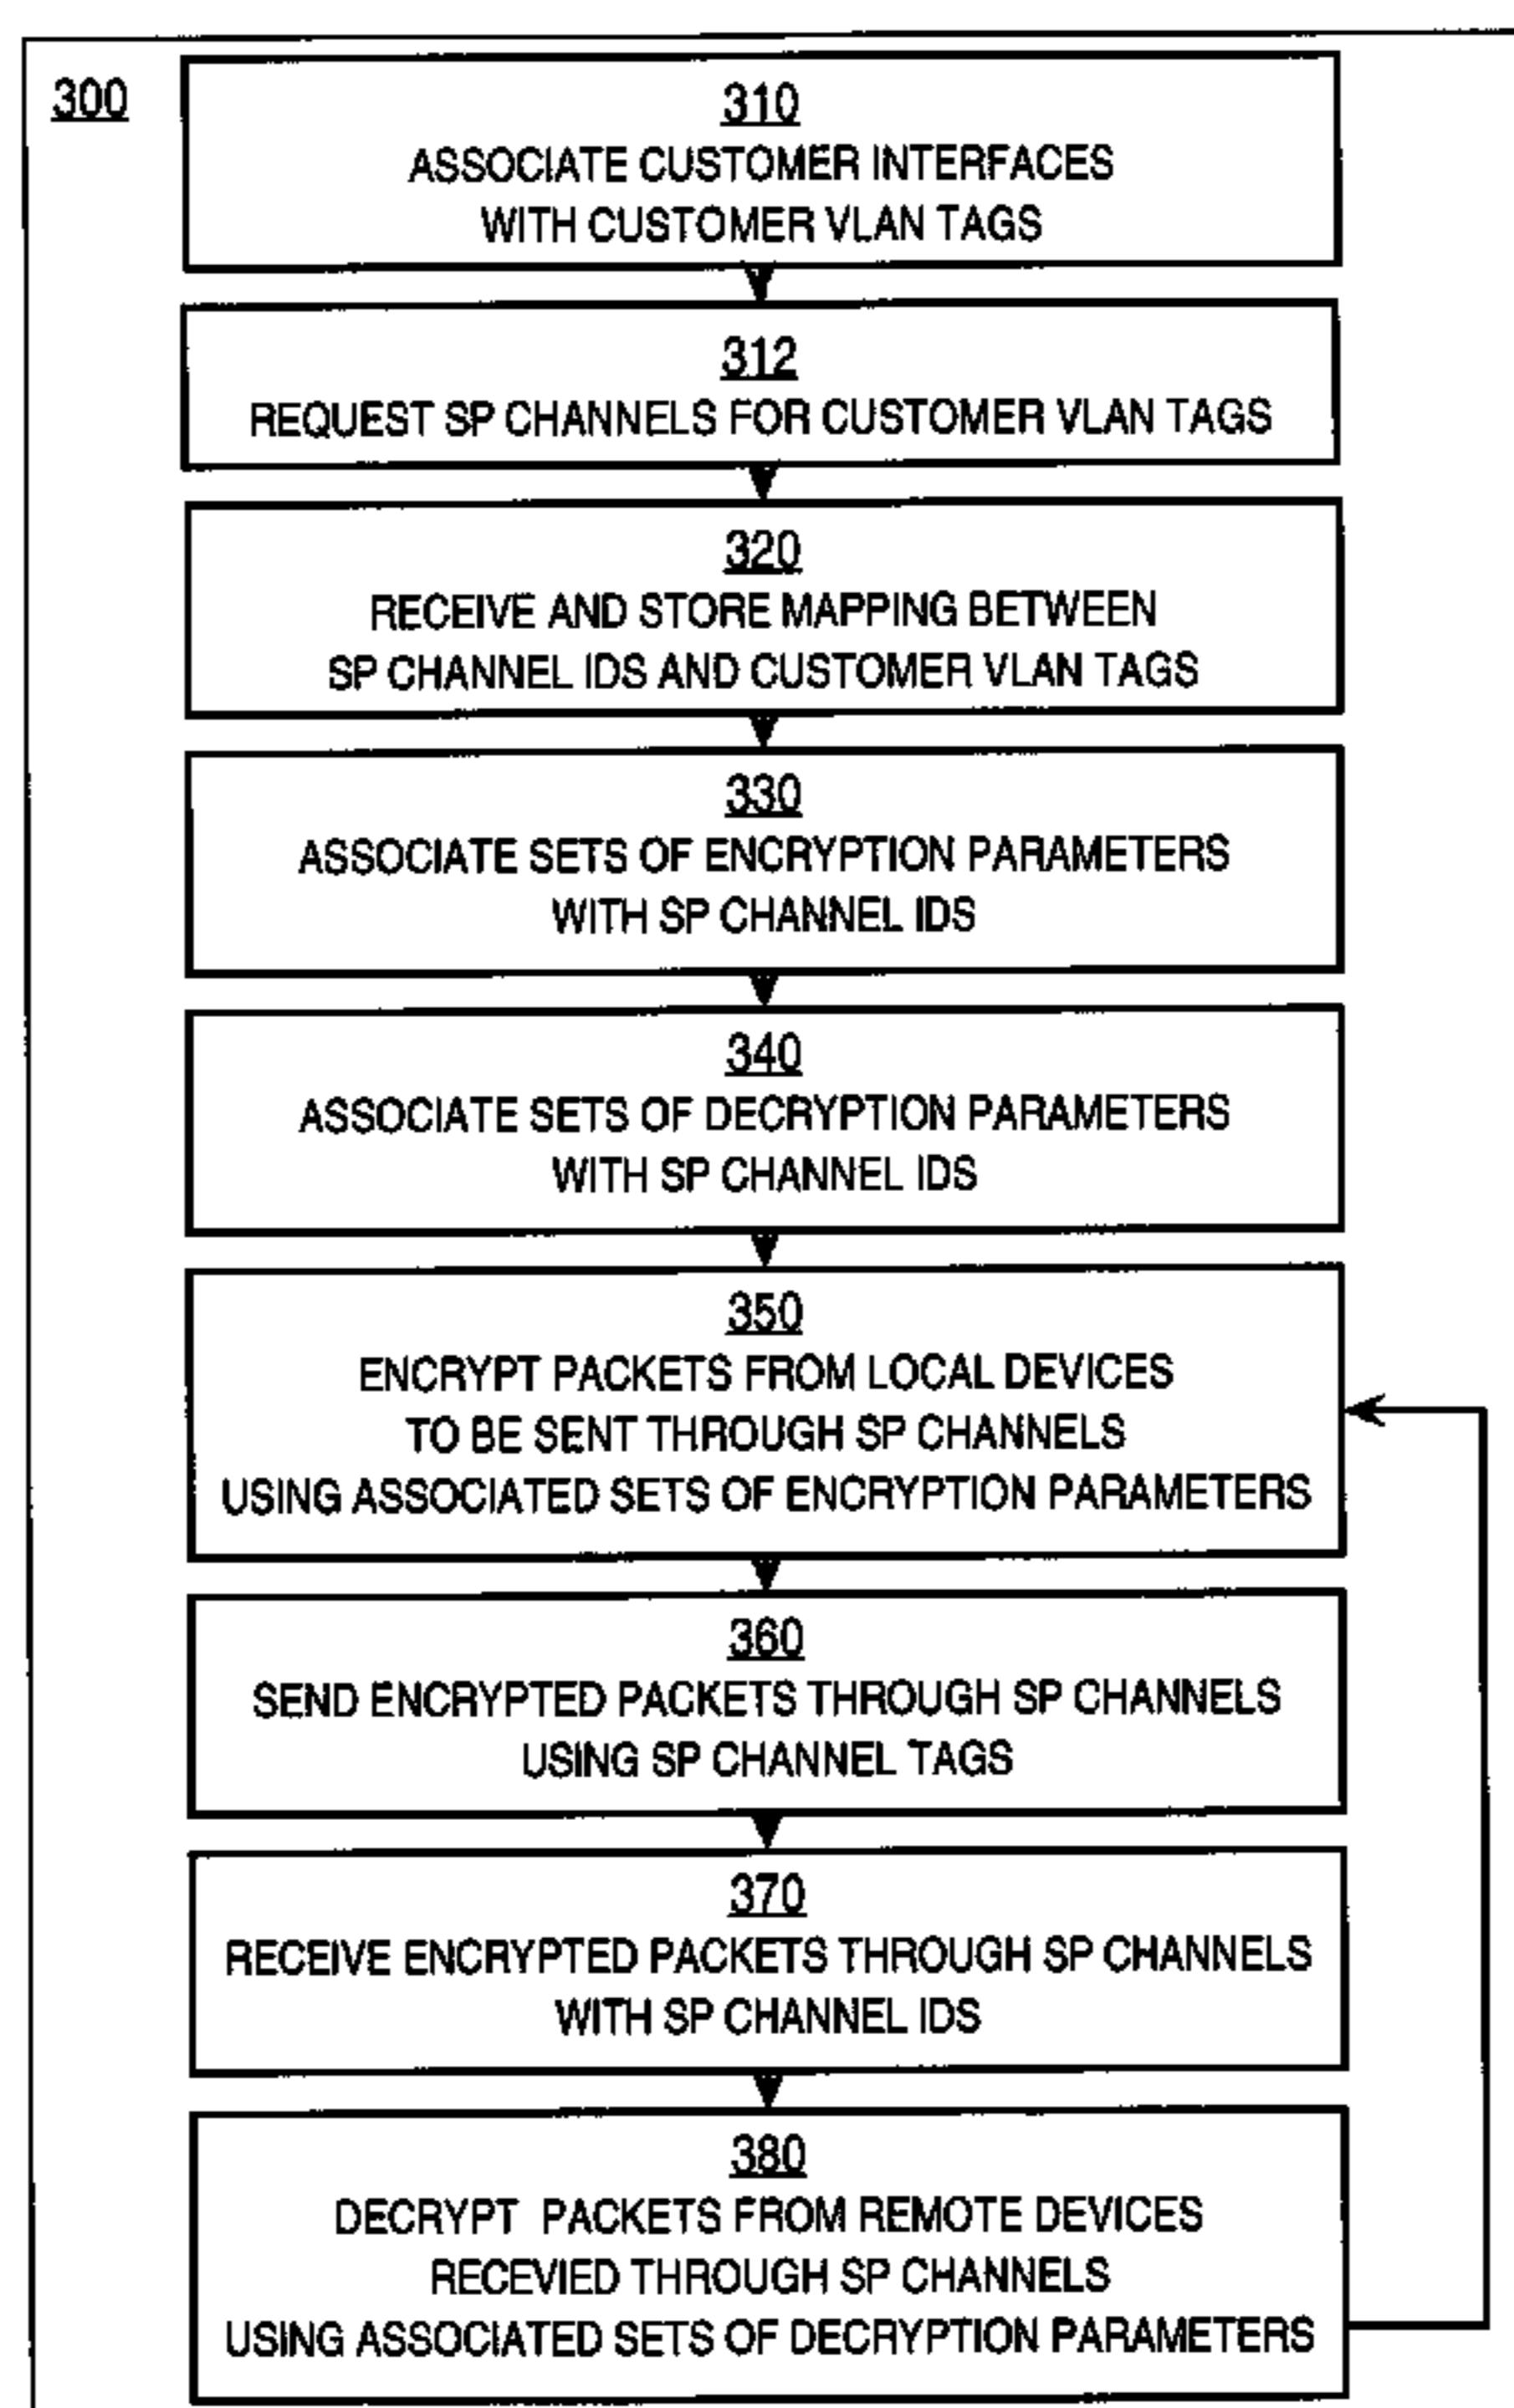 300
310
ASSOCIATE CUSTOMER INTERFACES
WITH CUSTOMER VLAN TAGS
312
REQUEST SP CHANNELS FOR CUSTOMER VLAN TAGS
320
RECEIVE AND STORE MAPPING BETWEEN
SP CHANNEL IDS AND CUSTOMER VLAN TAGS
330
ASSOCIATE SETS OF ENCRYPTION PARAMETERS
WITH SP CHANNEL IDS
340
ASSOCIATE SETS OF DECRYPTION PARAMETERS
WITH SP CHANNEL IDS
350
ENCRYPT PACKETS FROM LOCAL DEVICES
TO BE SENT THROUGH SP CHANNELS
USING ASSOCIATED SETS OF ENCRYPTION PARAMETERS
360
SEND ENCRYPTED PACKETS THROUGH SP CHANNELS
USING SP CHANNEL TAGS
370
RECEIVE ENCRYPTED PACKETS THROUGH SP CHANNELS
WITH SP CHANNEL IDS
380
DECRYPT PACKETS FROM REMOTE DEVICES
RECEVIED THROUGH SP CHANNELS
USING ASSOCIATED SETS OF DECRYPTION PARAMETERS